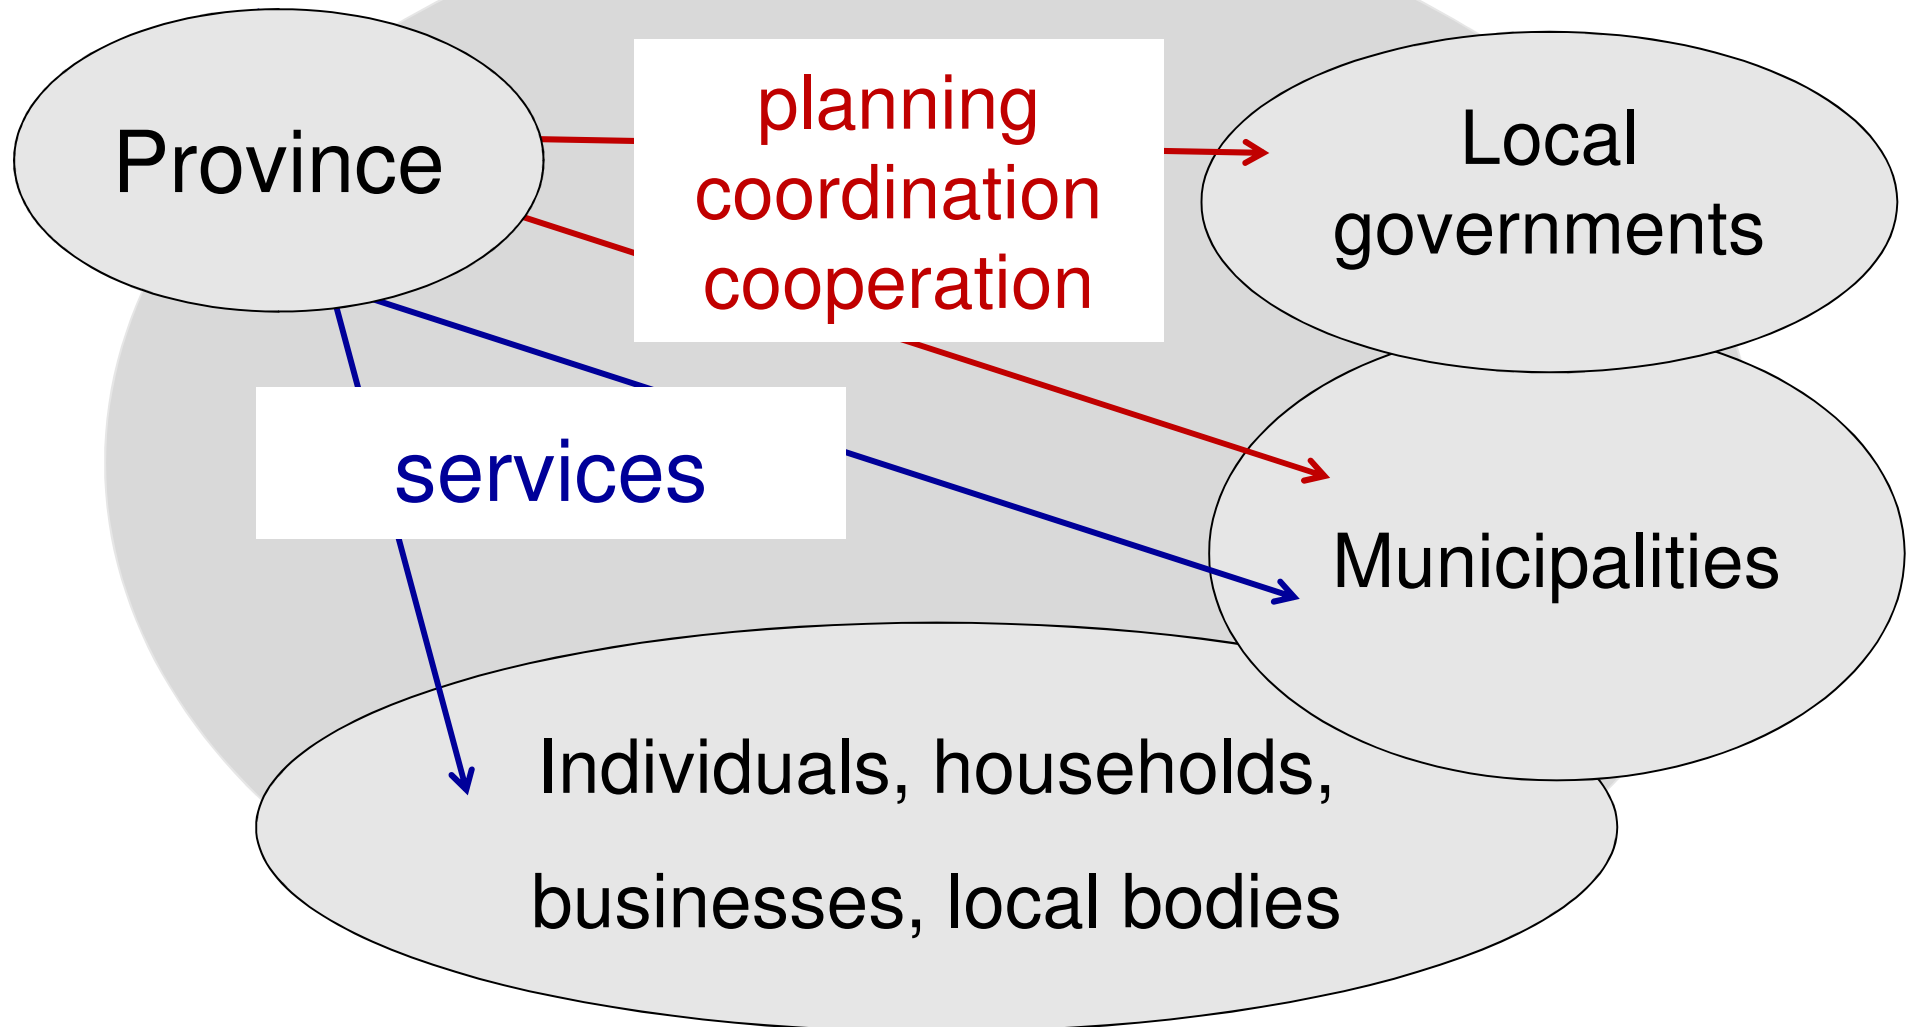 Province
planning
coordination
cooperation
Local
governments
services
Municipalities
Individuals, households,
businesses, local bodies